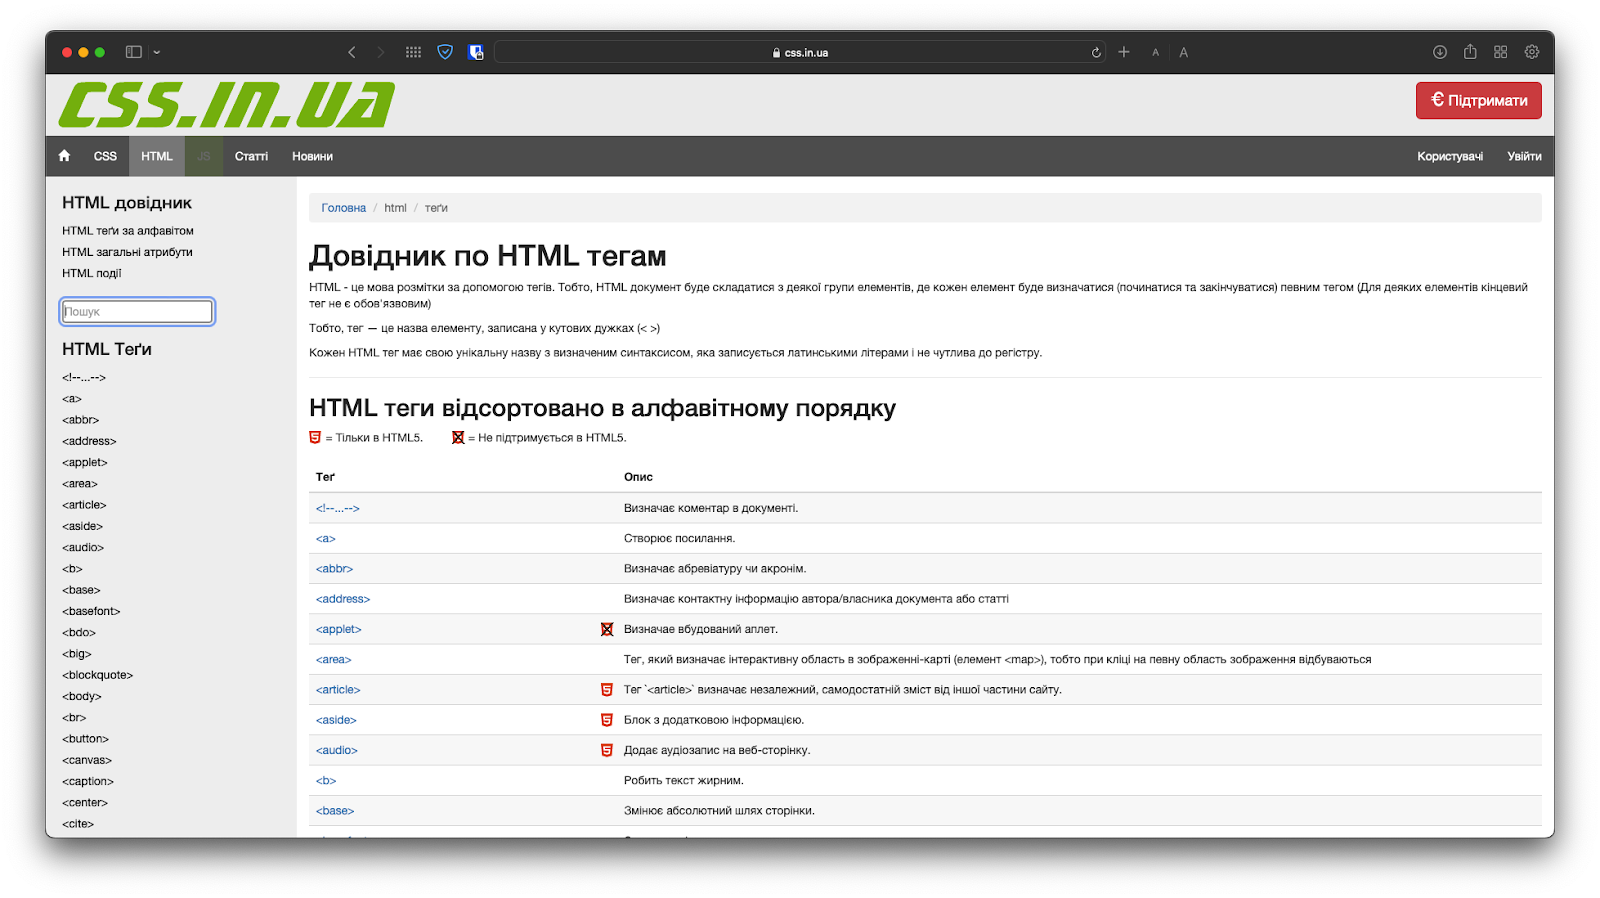 css.in.ua
A A
CSS.IN.UA
€ Підтримати
CSS HTML JS Статті Новини Користувачі Увійти
HTML довідник
HTML теґи за алфавітом
HTML загальні атрибути
HTML події
Пошук
HTML Теґи
<!--...-->
<a>
<abbr>
<address>
<applet>
<area>
<article>
<aside>
<audio>
<b>
<base>
<basefont>
<bdo>
<big>
<blockquote>
<body>
<br>
<button>
<canvas>
<caption>
<center>
<cite>
Головна / html / теґи
Довідник по HTML тегам
HTML - це мова розмітки за допомогою тегів. Тобто, HTML документ буде складатися з деякої групи елементів, де кожен елемент буде визначатися (починатися та закінчуватися) певним тегом (Для деяких елементів кінцевий
тег не є обов'язвовим)
Тобто, тег — це назва елементу, записана у кутових дужках (< >)
Кожен HTML тег має свою унікальну назву з визначеним синтаксисом, яка записується латинськими літерами і не чутлива до регістру.
HTML теги відсортовано в алфавітному порядку
= Тільки в HTML5. = Не підтримується в HTML5.
Теґ Опис
<!--...--> Визначає коментар в документі.
<a> Створює посилання.
<abbr> Визначає абревіатуру чи акронім.
<address> Визначає контактну інформацію автора/власника документа або статті
<applet> Визначае вбудований аплет.
<area> Тег, який визначає інтерактивну область в зображенні-карті (елемент <map>), тобто при кліці на певну область зображення відбуваються
<article> Тег `<article>` визначає незалежний, самодостатній зміст від іншої частини сайту.
<aside> Блок з додатковою інформацією.
<audio> Додає аудіозапис на веб-сторінку.
<b> Робить текст жирним.
<base> Змінює абсолютний шлях сторінки.